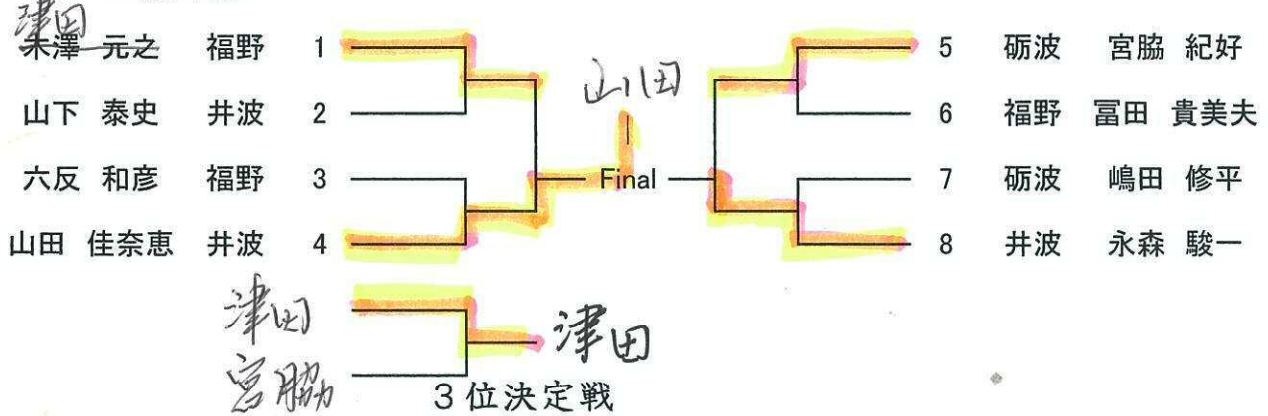 津田
米澤 元之 福野 1
山下 泰史 井波 2
六反 和彦 福野 3
山田 佳奈恵 井波 4
山田
Final
5 砺波 宮脇 紀好
6 福野 冨田 貴美夫
7 砺波 嶋田 修平
8 井波 永森 駿一
津田
宮脇
津田
3位決定戦